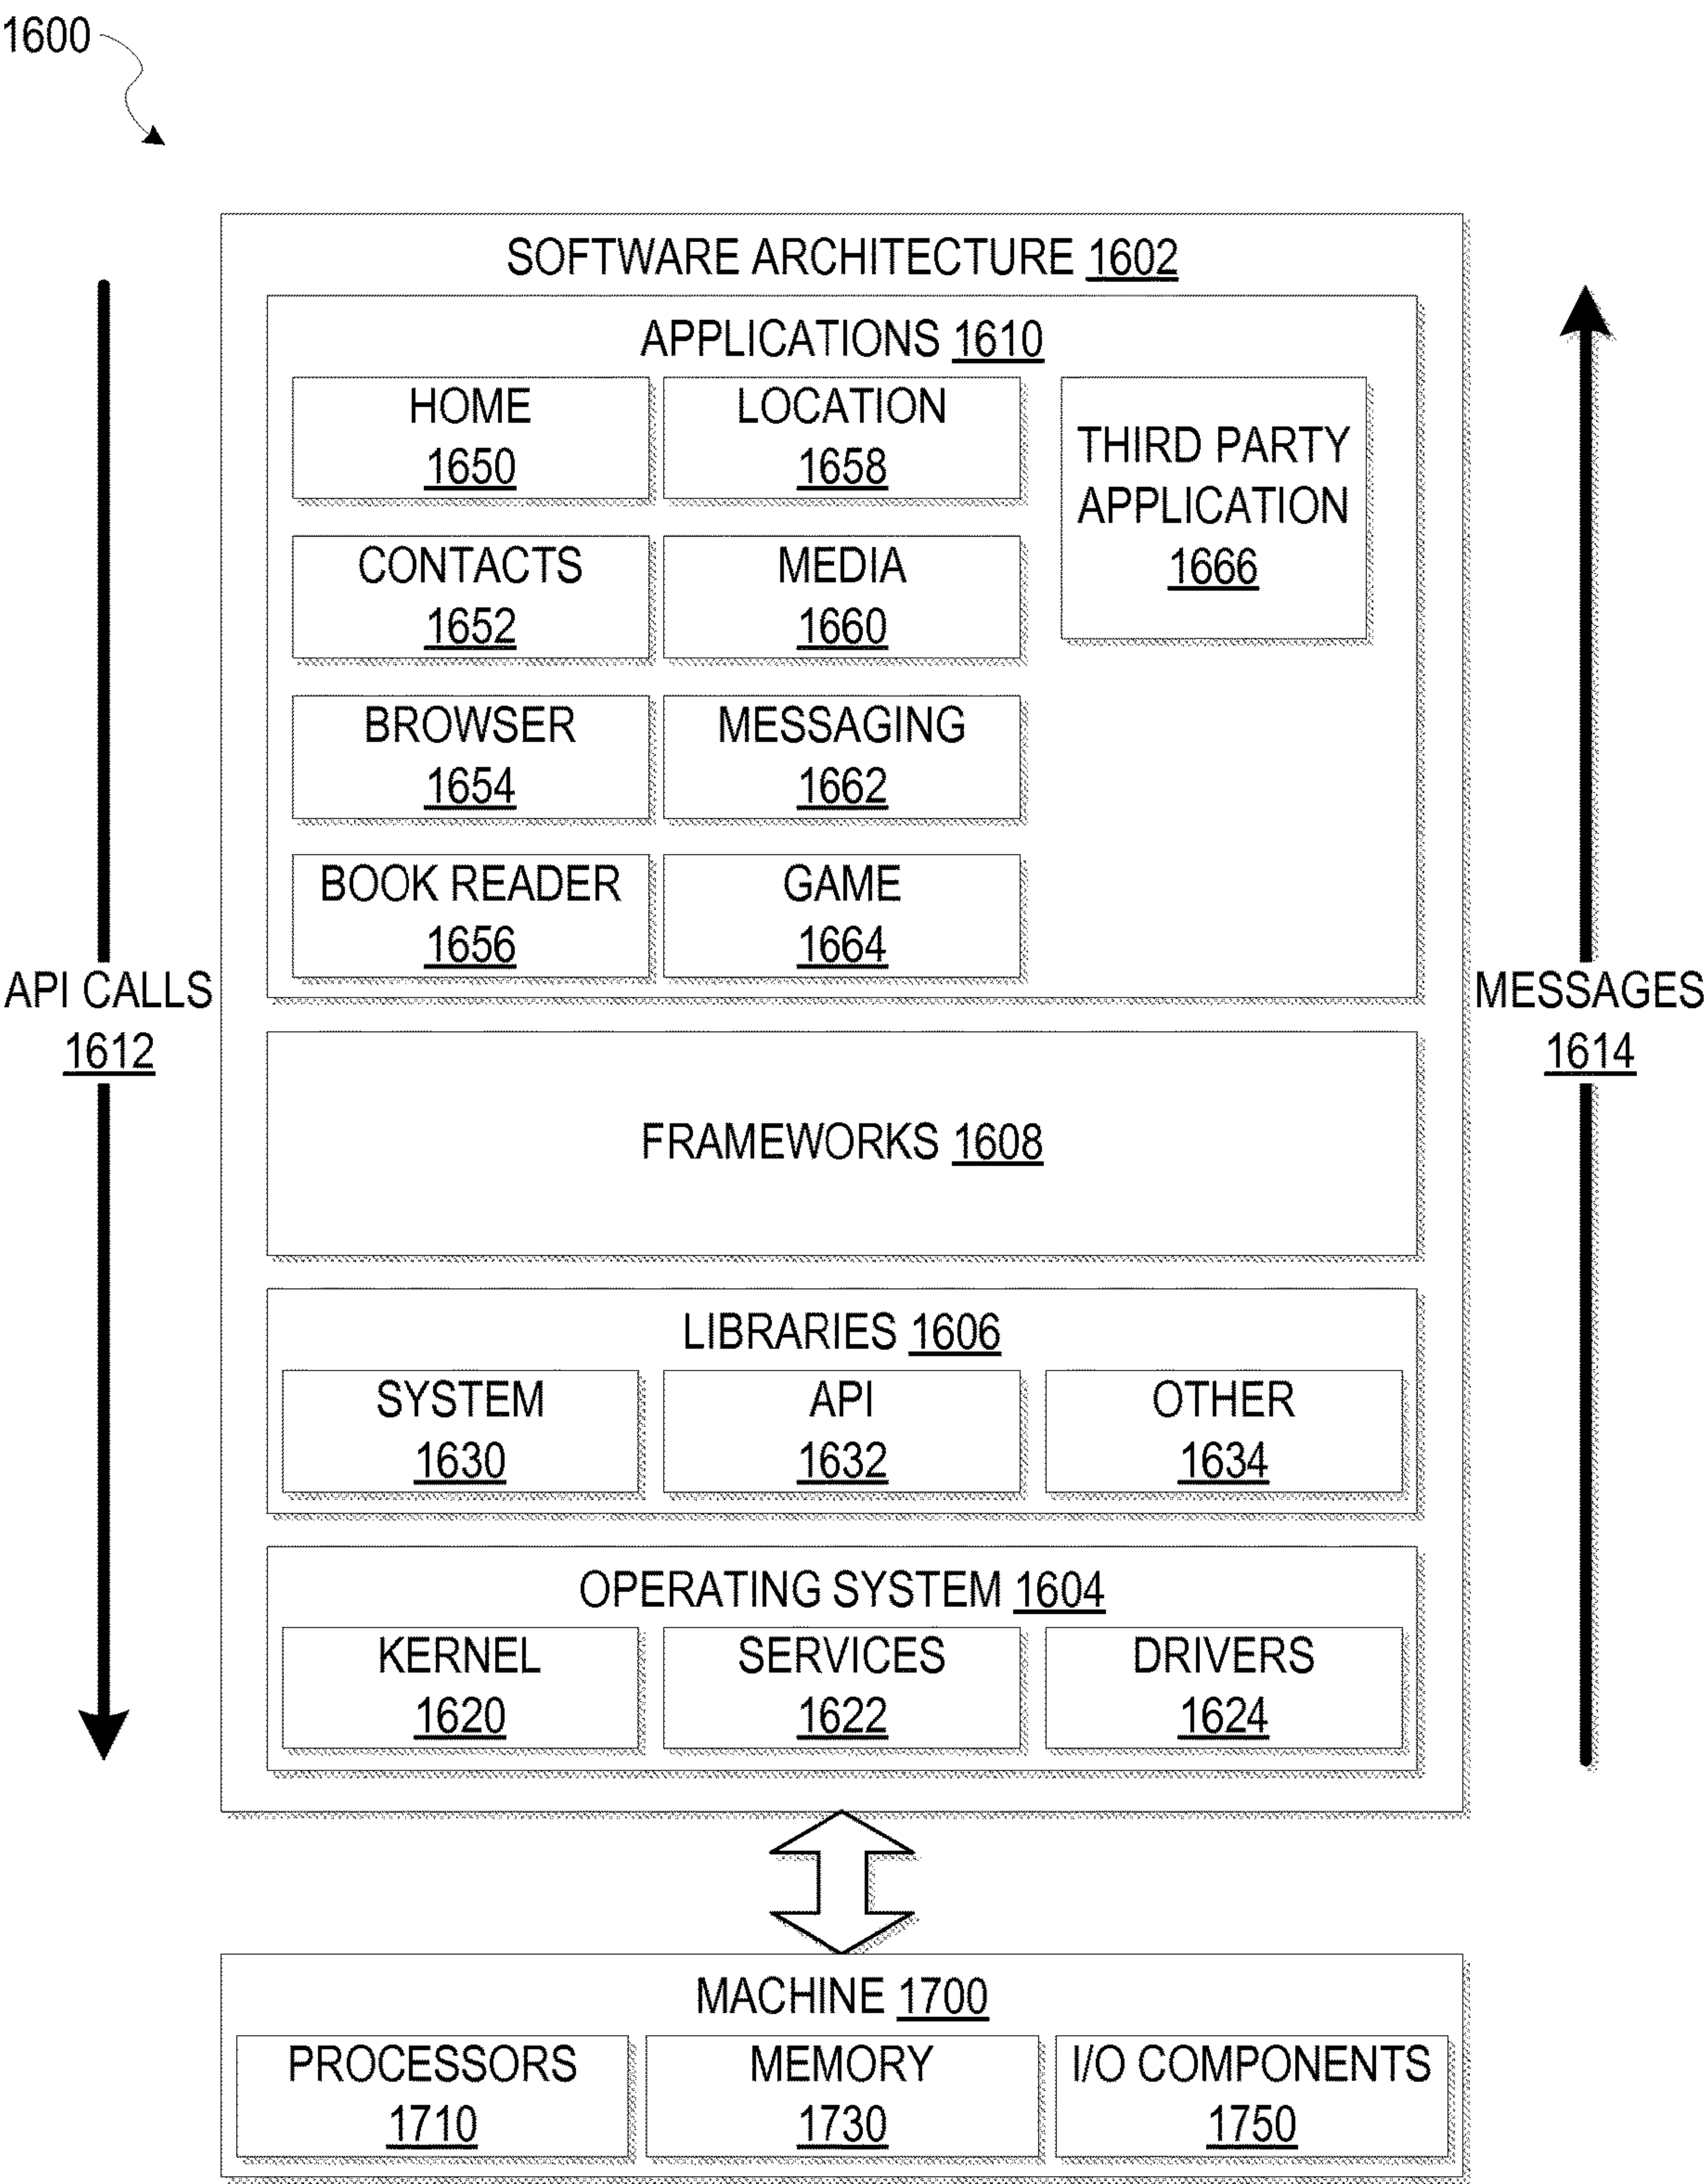 1600
SOFTWARE ARCHITECTURE 1602
APPLICATIONS 1610
HOME
1650
LOCATION
1658
THIRD PARTY
APPLICATION
1666
CONTACTS
1652
MEDIA
1660
BROWSER
1654
MESSAGING
1662
BOOK READER
1656
GAME
1664
API CALLS
1612
MESSAGES
1614
FRAMEWORKS 1608
LIBRARIES 1606
SYSTEM
1630
API
1632
OTHER
1634
OPERATING SYSTEM 1604
KERNEL
1620
SERVICES
1622
DRIVERS
1624
MACHINE 1700
PROCESSORS
1710
MEMORY
1730
I/O COMPONENTS
1750